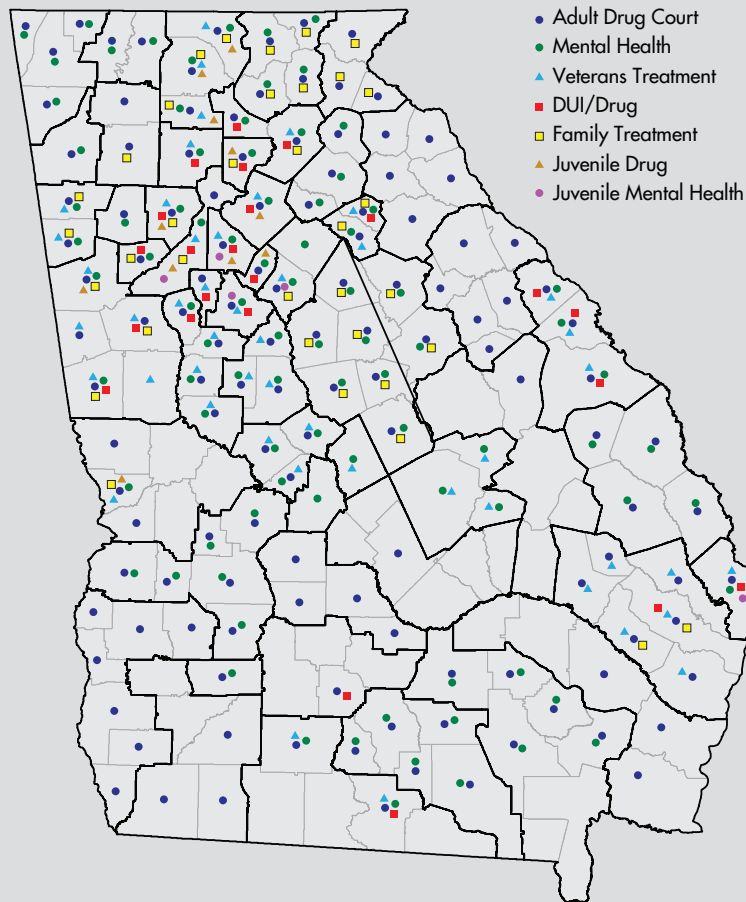 Adult Drug Court
Mental Health
Veterans Treatment
DUI/Drug
Family Treatment
Juvenile Drug
Juvenile Mental Health